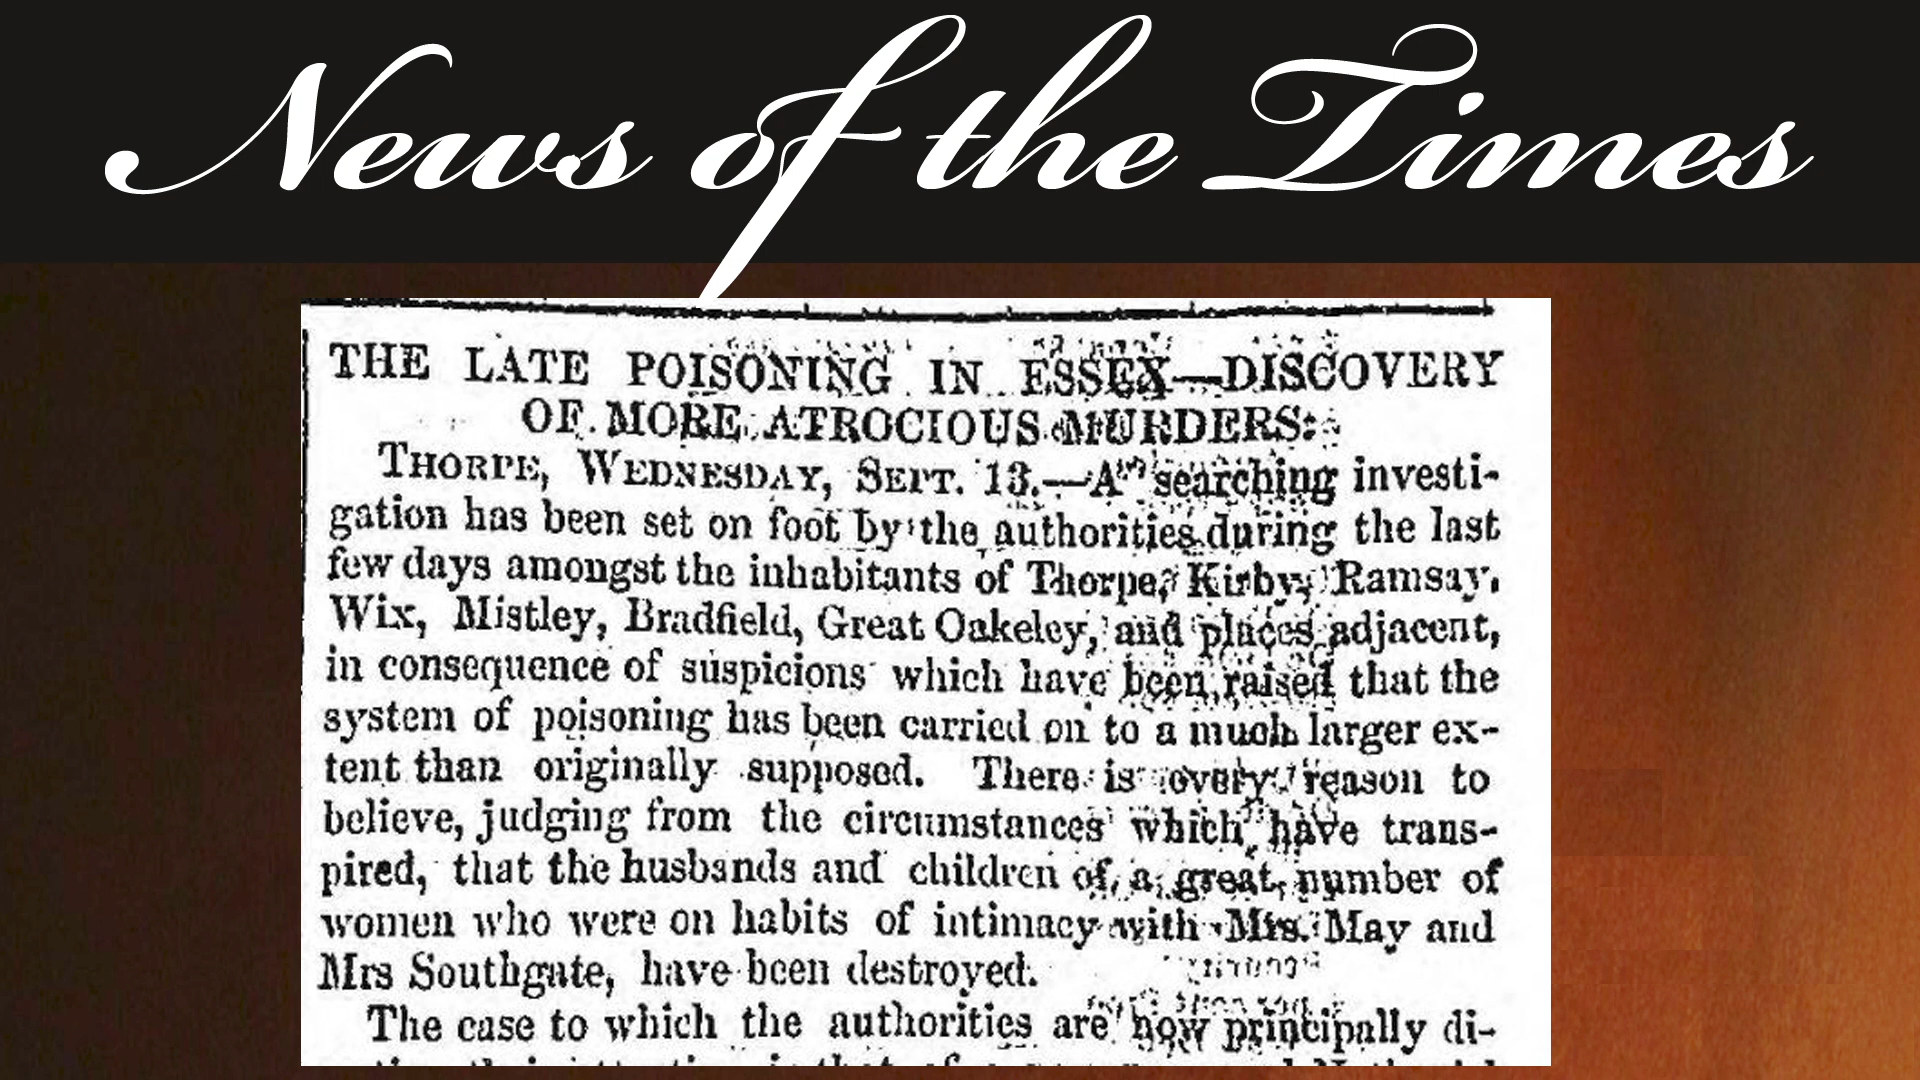 News of the Times
THE LATE POISONING IN ESSEX—DISCOVERY
OF MORE ATROCIOUS MURDERS:
THORPE, WEDNESDAY, SEPT. 13.—A searching investi-
gation has been set on foot by the authorities during the last
few days amongst the inhabitants of Thorpe, Kirby, Ramsay,
Wix, Mistley, Bradfield, Great Oakeley, and places adjacent,
in consequence of suspicions which have been raised that the
system of poisoning has been carried on to a much larger ex-
tent than originally supposed. There is every reason to
believe, judging from the circumstances which have trans-
pired, that the husbands and children of a great number of
women who were on habits of intimacy with Mrs. May and
Mrs Southgate, have been destroyed.
The case to which the authorities are now principally di-